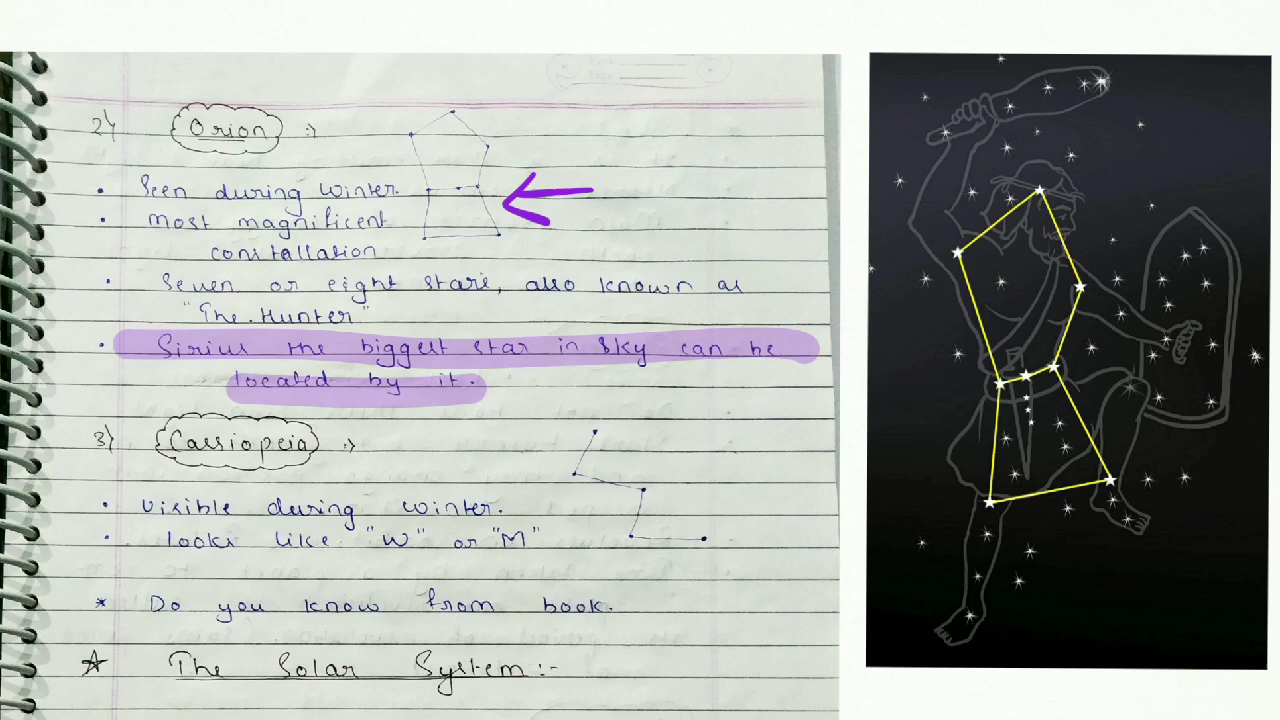 2) Orion :→
• Seen during winter.
• Most magnificent
constallation
• Seven or eight stars, also known as
"The Hunter"
• Sirius the biggest star in sky can be
located by it.
3) Cassiopeia :→
• Visible during winter.
• looks like "W" or "M"
* Do you know from book.
☆ The Solar System:-